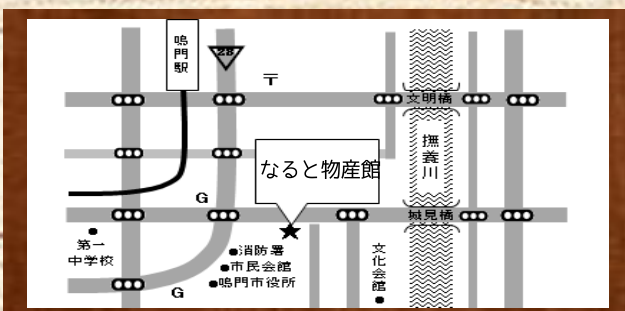 鳴門駅
28
〒
文明橋
なると物産館
撫養川
G
城見橋
第一
中学校
消防署
市民会館
鳴門市役所
文化会館
G